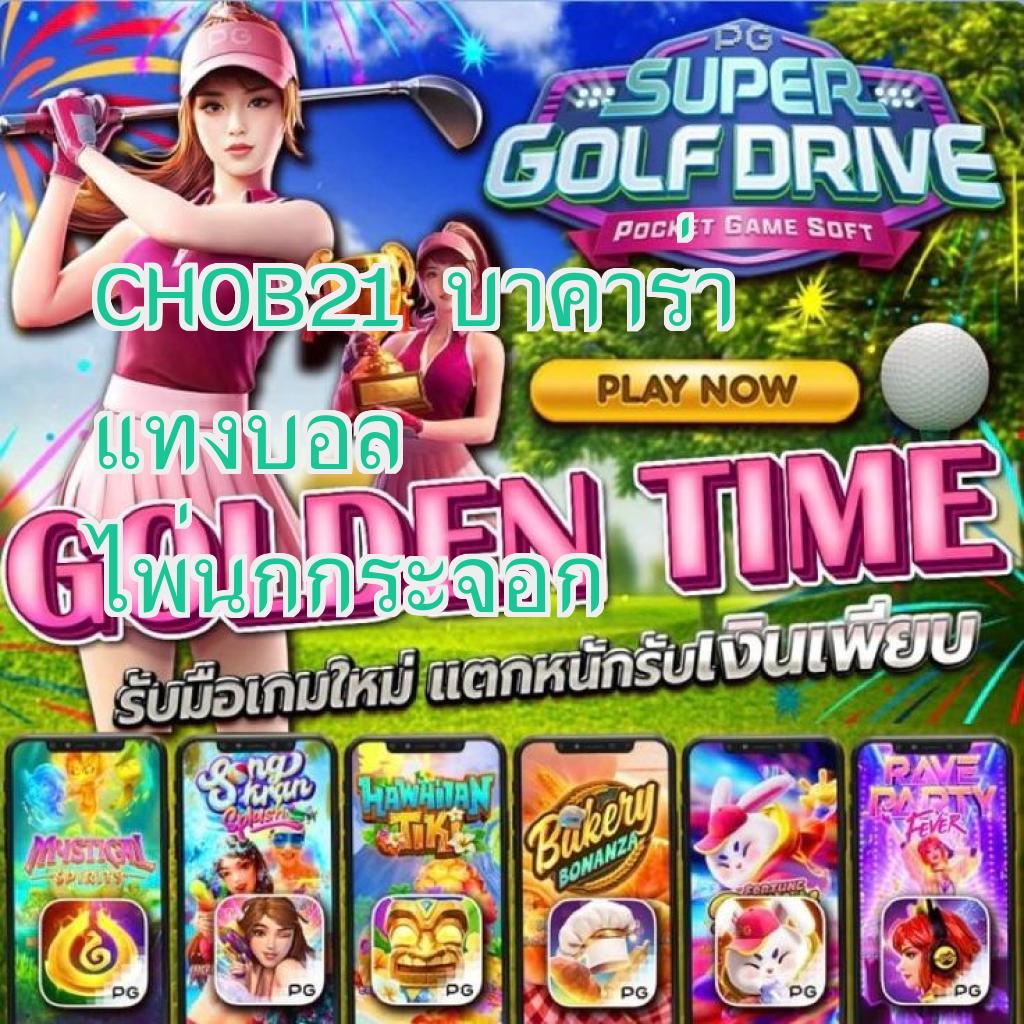 PG
PG
SUPER
GOLF DRIVE
POCKET GAME SOFT
CHOB21 บาคาร่า
PLAY NOW
แทงบอล
GOLDEN TIME
ไพ่นกกระจอก
รับมือเกมใหม่ แตกหนักรับเงินเพียบ
MYSTICAL
SPIRITS
Songkran
Splash
HAWAIIAN
TIKI
Bakery
BONANZA
FORTUNE
RAVE
PARTY
FEVER
PG
PG
PG
PG
PG
PG